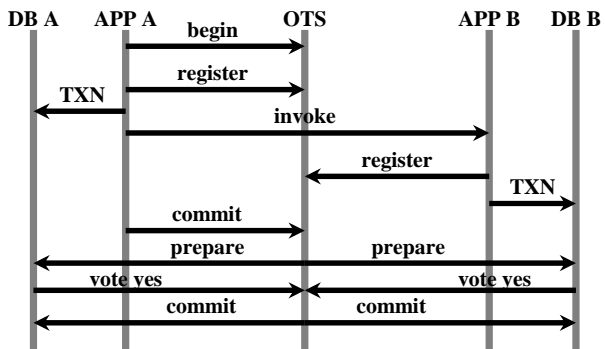 DB A APP A OTS APP B DB B
begin
register
TXN
invoke
register
TXN
commit
prepare prepare
vote yes vote yes
commit commit